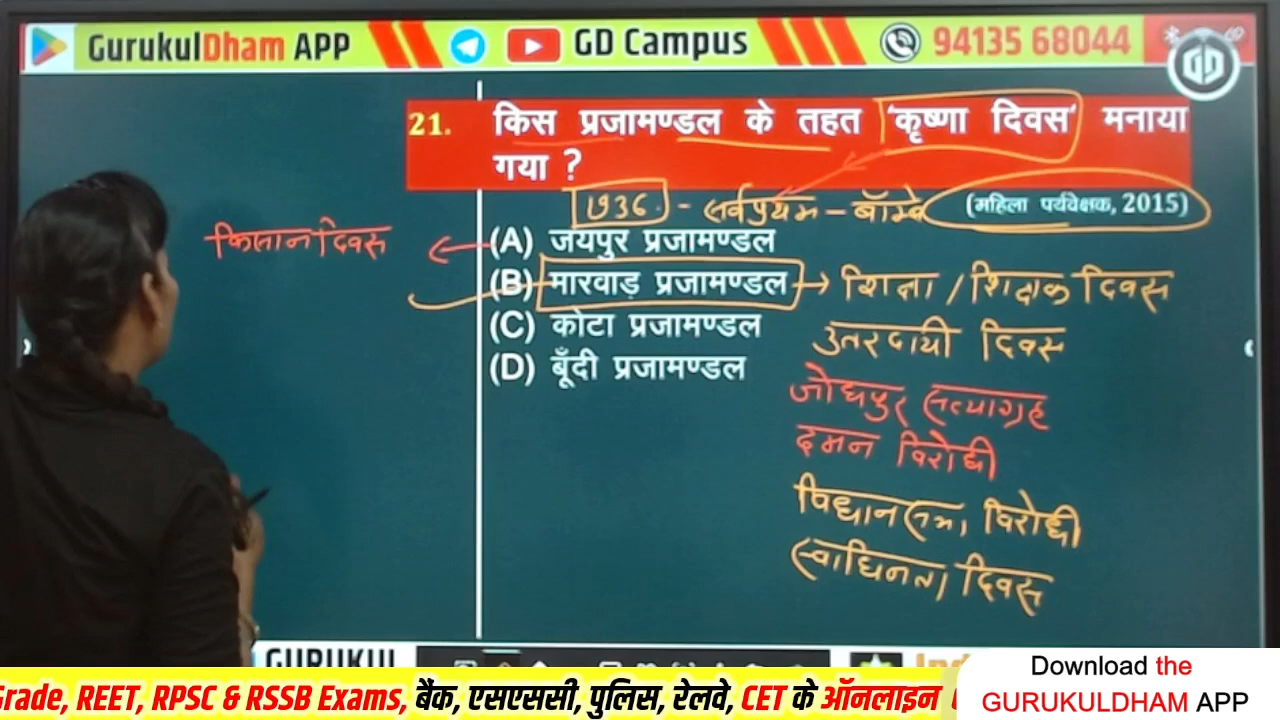 GurukulDham APP
GD Campus
94135 68044
21. किस प्रजामण्डल के तहत 'कृष्णा दिवस' मनाया
गया ?
1936 - सर्वप्रथम - बॉम्बे
(महिला पर्यवेक्षक, 2015)
किसान दिवस
(A) जयपुर प्रजामण्डल
(B) मारवाड़ प्रजामण्डल → शिक्षा / शिक्षक दिवस
(C) कोटा प्रजामण्डल
उतरदायी दिवस
(D) बूँदी प्रजामण्डल
जोधपुर सत्याग्रह
दमन विरोधी
विधानसभा विरोधी
स्वाधिनता दिवस
GURUKUL
Grade, REET, RPSC & RSSB Exams, बैंक, एसएससी, पुलिस, रेलवे, CET के ऑनलाइन
Download the
GURUKULDHAM APP